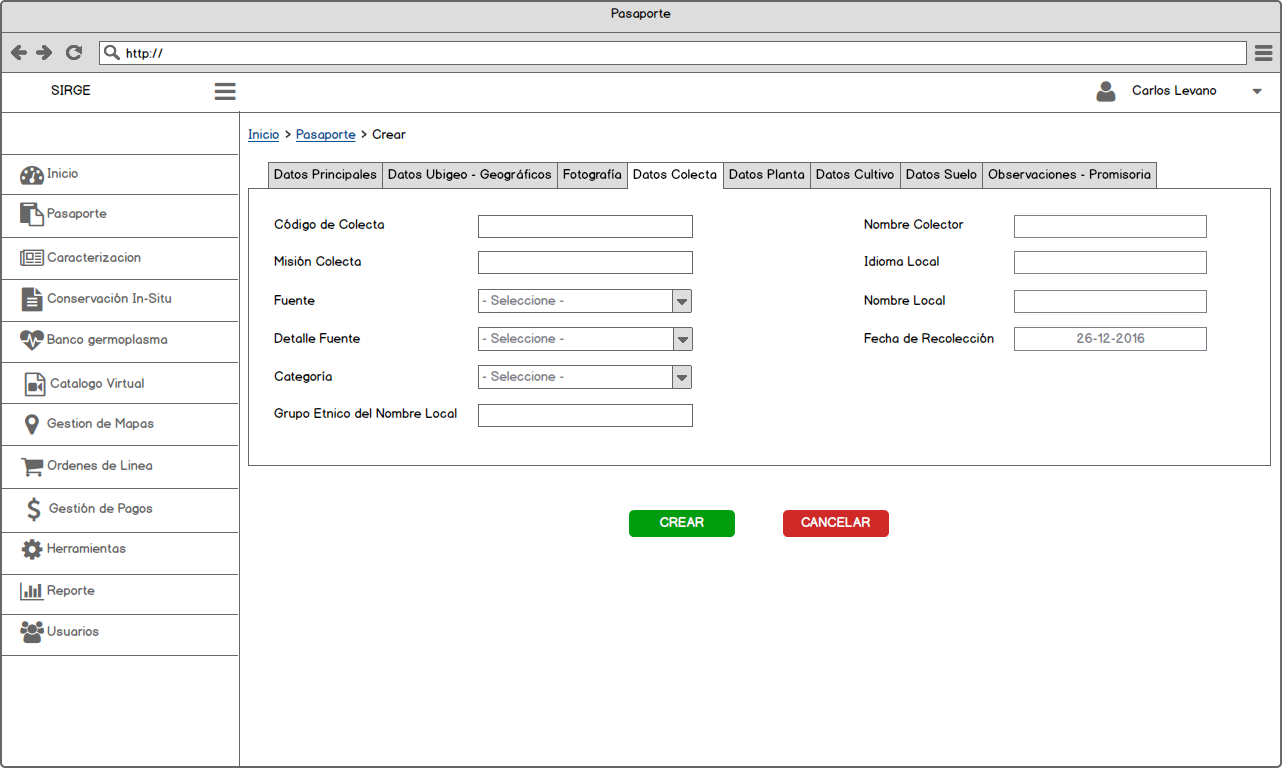 Pasaporte
http://
SIRGE
Carlos Levano
Inicio > Pasaporte > Crear
Inicio
Pasaporte
Caracterizacion
Conservación In-Situ
Banco germoplasma
Catalogo Virtual
Gestion de Mapas
Ordenes de Linea
Gestión de Pagos
Herramientas
Reporte
Usuarios
Datos Principales Datos Ubigeo - Geográficos Fotografía Datos Colecta Datos Planta Datos Cultivo Datos Suelo Observaciones - Promisoria
Código de Colecta
Misión Colecta
Fuente - Seleccione -
Detalle Fuente - Seleccione -
Categoría - Seleccione -
Grupo Etnico del Nombre Local
Nombre Colector
Idioma Local
Nombre Local
Fecha de Recolección 26-12-2016
CREAR CANCELAR